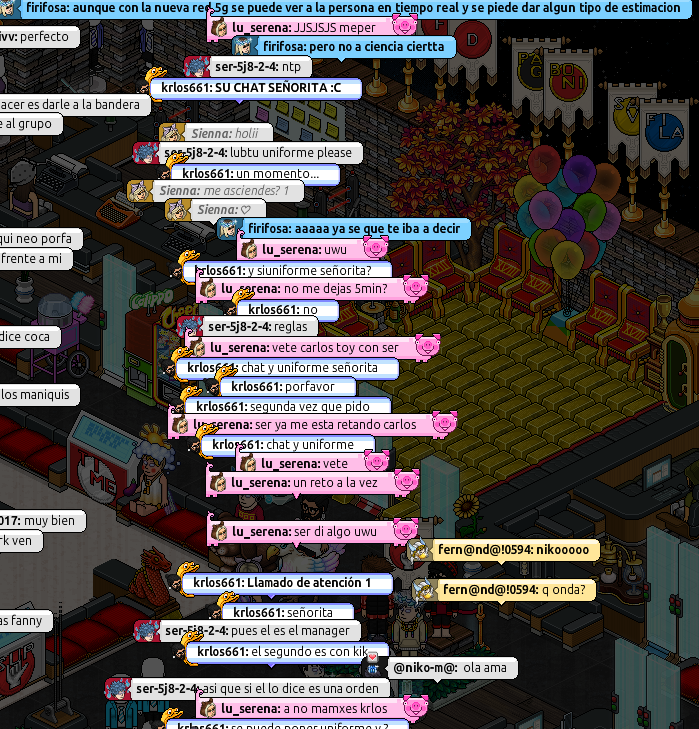 firifosa: aunque con la nueva red 5g se puede ver a la persona en tiempo real y se piede dar algun tipo de estimacion
lu_serena: JJSJSJS meper
ivv: perfecto
firifosa: pero no a ciencia ciertta
ser-5j8-2-4: ntp
krlos661: SU CHAT SEÑORITA :C
acer es darle a la bandera
e al grupo
Sienna: holii
ser-5j8-2-4: lubtu uniforme please
krlos661: un momento...
Sienna: me asciendes? 1
Sienna: ♡
firifosa: aaaaa ya se que te iba a decir
qui neo porfa
lu_serena: uwu
frente a mi
krlos661: y siuniforme señorita?
lu_serena: no me dejas 5min?
krlos661: no
ser-5j8-2-4: reglas
dice coca
lu_serena: vete carlos toy con ser
krlos661: chat y uniforme señorita
krlos661: porfavor
los maniquis
krlos661: segunda vez que pido
lu_serena: ser ya me esta retando carlos
krlos661: chat y uniforme
lu_serena: vete
lu_serena: un reto a la vez
017: muy bien
lu_serena: ser di algo uwu
rk ven
fern@nd@!0594: nikooooo
krlos661: Llamado de atención 1
fern@nd@!0594: q onda?
krlos661: señorita
as fanny
ser-5j8-2-4: pues el es el manager
krlos661: el segundo es con kik
@niko-m@: ola ama
ser-5j8-2-4: asi que si el lo dice es una orden
lu_serena: a no mamxes krlos
krlos661: se puede poner uniforme y ?